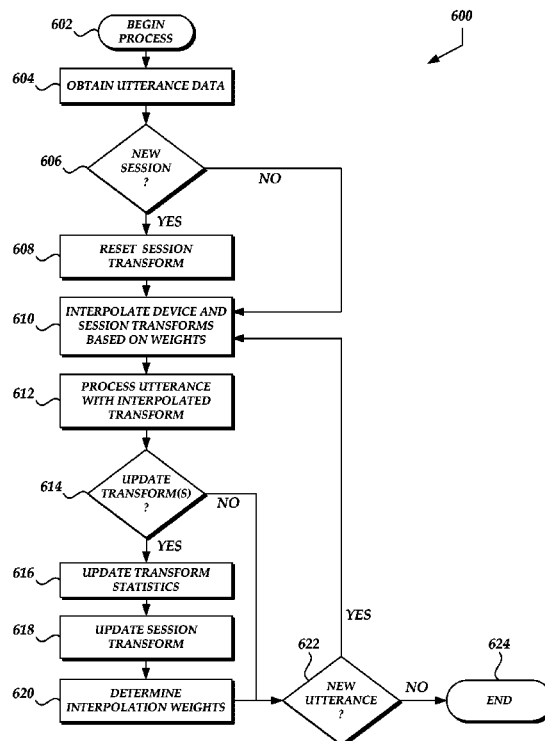 600
602
BEGIN
PROCESS
604
OBTAIN UTTERANCE DATA
606
NEW
SESSION
?
NO
YES
608
RESET SESSION
TRANSFORM
610
INTERPOLATE DEVICE AND
SESSION TRANSFORMS
BASED ON WEIGHTS
612
PROCESS UTTERANCE
WITH INTERPOLATED
TRANSFORM
614
UPDATE
TRANSFORM(S)
?
NO
YES
616
UPDATE TRANSFORM
STATISTICS
618
UPDATE SESSION
TRANSFORM
620
DETERMINE
INTERPOLATION WEIGHTS
622
NEW
UTTERANCE
?
YES
NO
624
END